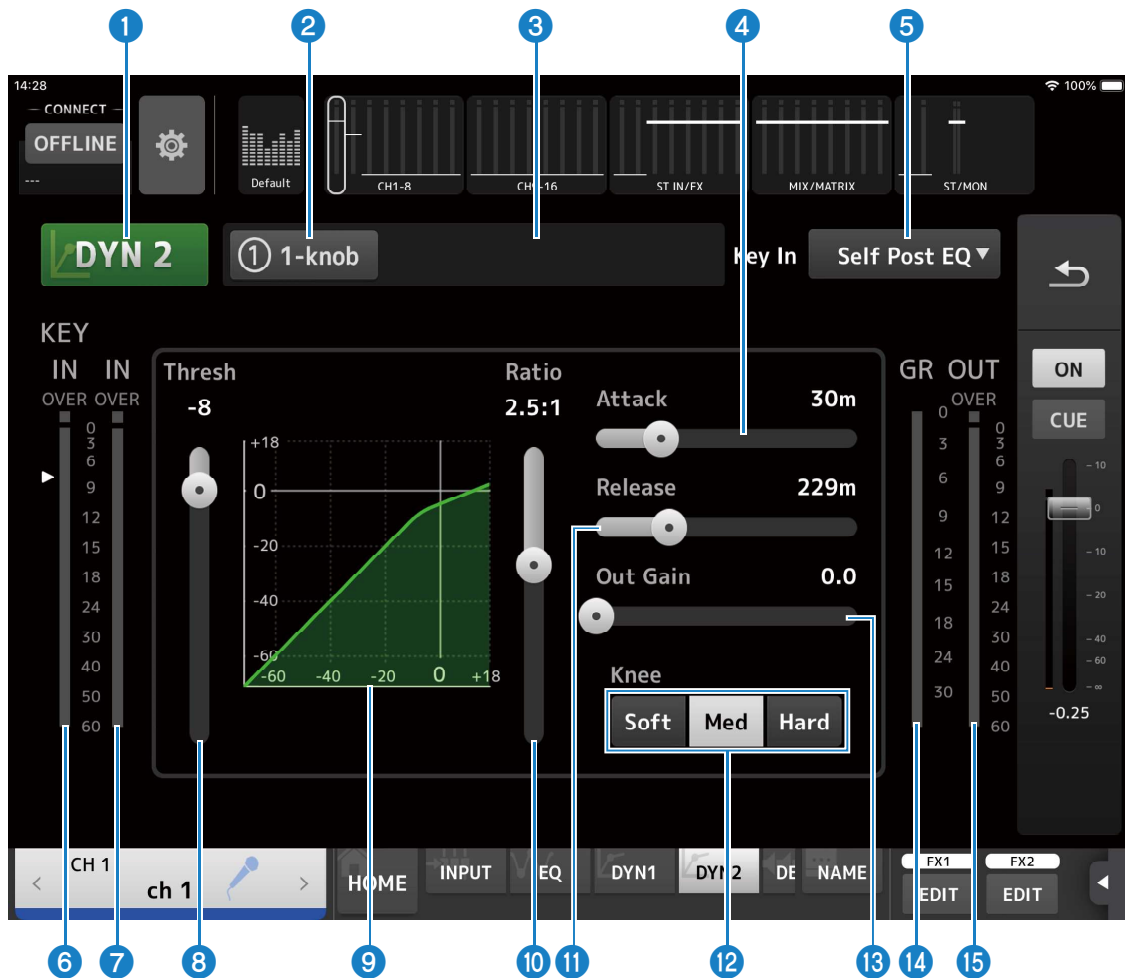 1 2 3 4 5
14:28 100%
CONNECT
OFFLINE
---
Default
CH1-8
CH9-16
ST IN/FX
MIX/MATRIX
ST/MON
DYN 2
1 1-knob
Key In
Self Post EQ▼
KEY
IN IN
OVER OVER
0
3
6
9
12
15
18
24
30
40
50
60
Thresh
-8
+18
0
-20
-40
-60
-60 -40 -20 0 +18
Ratio
2.5:1
Attack 30m
Release 229m
Out Gain 0.0
Knee
Soft Med Hard
GR OUT
OVER
0
3
6
9
12
15
18
24
30
0
3
6
9
12
15
18
24
30
40
50
60
ON
CUE
10
0
10
20
40
60
∞
-0.25
CH 1
ch 1
< >
HOME
INPUT
EQ
DYN1
DYN2
DE
NAME
FX1 FX2
EDIT EDIT
6 7 8 9 10 11 12 13 14 15